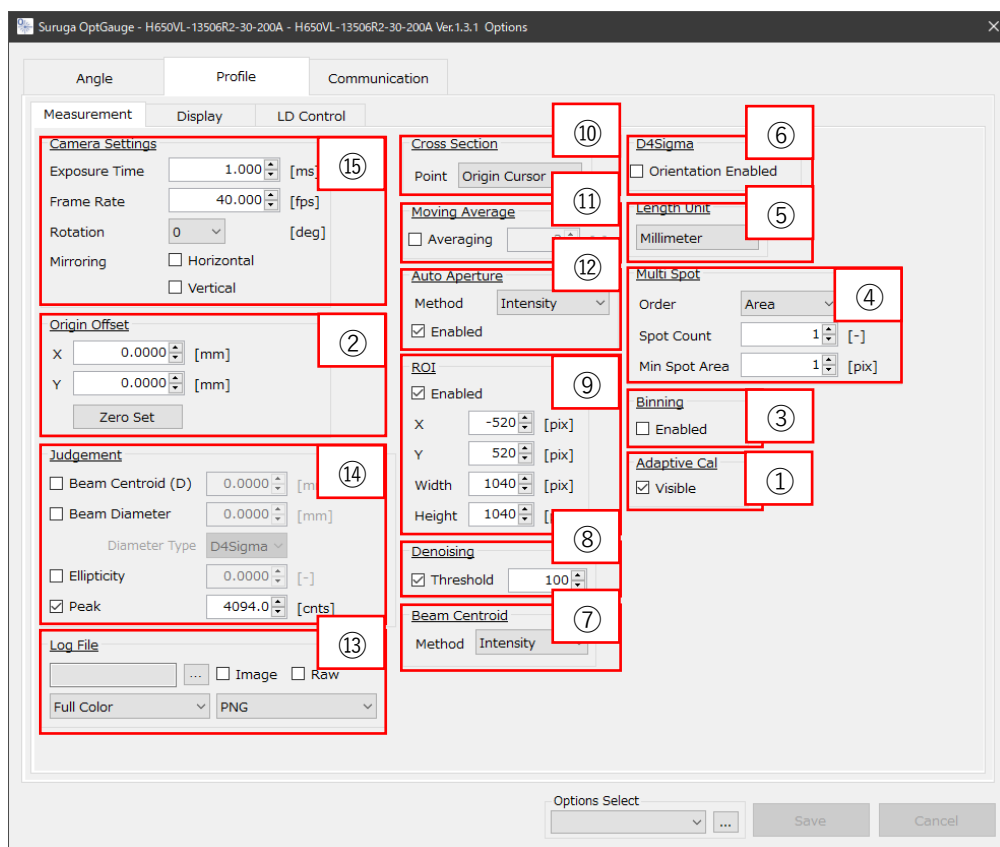 Suruga OptGauge - H650VL-13506R2-30-200A - H650VL-13506R2-30-200A Ver.1.3.1 Options
Angle
Profile
Communication
Measurement
Display
LD Control
Camera Settings
⑮
Exposure Time 1.000 [ms]
Frame Rate 40.000 [fps]
Rotation 0 [deg]
Mirroring Horizontal
Vertical
Origin Offset
②
X 0.0000 [mm]
Y 0.0000 [mm]
Zero Set
Judgement
⑭
Beam Centroid (D) 0.0000
Beam Diameter 0.0000 [mm]
Diameter Type D4Sigma
Ellipticity 0.0000 [-]
Peak 4094.0 [cnts]
Log File
⑬
... Image Raw
Full Color PNG
Cross Section
⑩
Point Origin Cursor
Moving Average
⑪
Averaging
Auto Aperture
⑫
Method Intensity
Enabled
ROI
⑨
Enabled
X -520 [pix]
Y 520 [pix]
Width 1040 [pix]
Height 1040
Denoising
⑧
Threshold 100
Beam Centroid
⑦
Method Intensity
D4Sigma
⑥
Orientation Enabled
Length Unit
⑤
Millimeter
Multi Spot
④
Order Area
Spot Count 1 [-]
Min Spot Area 1 [pix]
Binning
③
Enabled
Adaptive Cal
①
Visible
Options Select
...
Save
Cancel